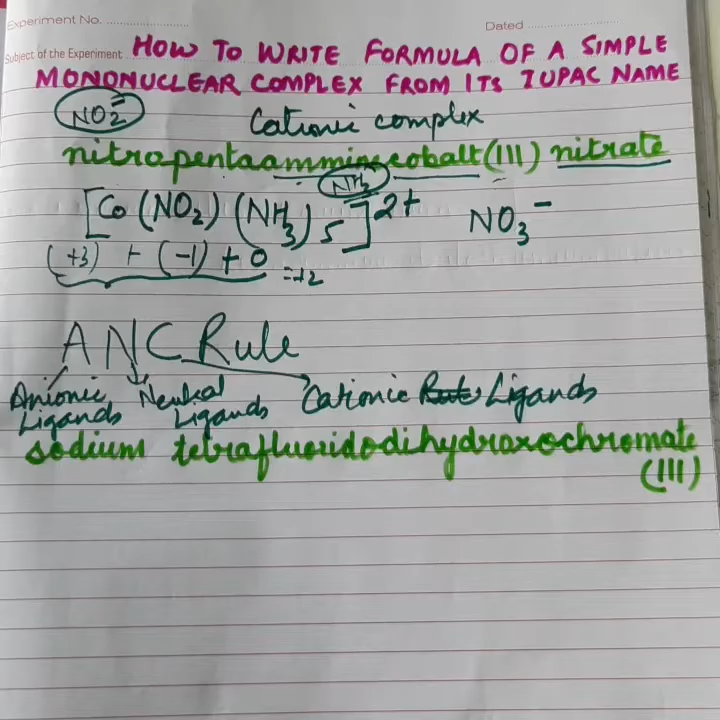 Experiment No.
Dated
Subject of the Experiment HOW TO WRITE FORMULA OF A SIMPLE
MONONUCLEAR COMPLEX FROM ITS IUPAC NAME
NO2⁻ Cationic complex
nitropentaamminecobalt(III) nitrate
NH3
[Co(NO2)(NH3)5]2+ NO3⁻
(+3) + (-1) + 0 =+2
ANC Rule
Anionic Ligands Neutral Ligands Cationic Ligands
sodium tetrafluoridodihydroxochromate
(III)